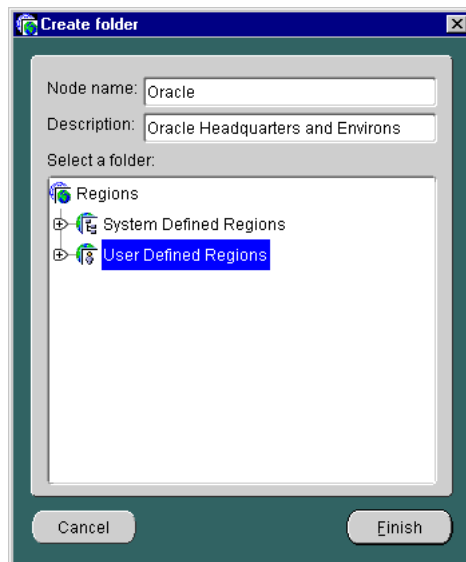 Create folder
Node name: Oracle
Description: Oracle Headquarters and Environs
Select a folder:
Regions
System Defined Regions
User Defined Regions
Cancel Finish